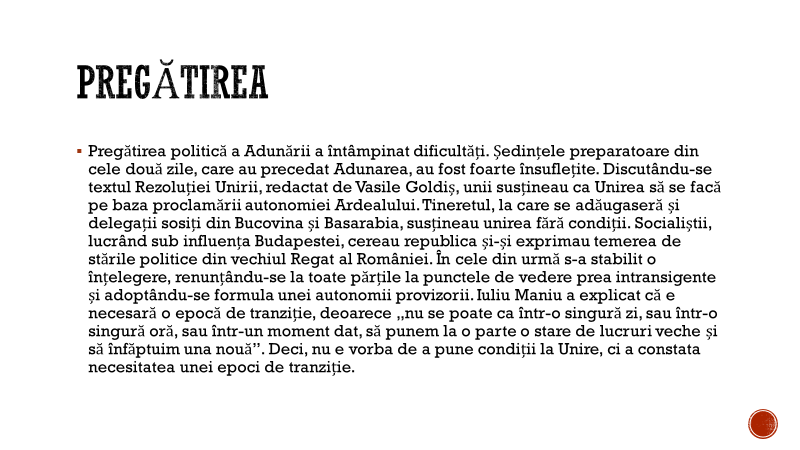 PREGĂTIREA
▪ Pregătirea politică a Adunării a întâmpinat dificultăți. Ședințele preparatoare din
cele două zile, care au precedat Adunarea, au fost foarte însuflețite. Discutându-se
textul Rezoluției Unirii, redactat de Vasile Goldiș, unii susțineau ca Unirea să se facă
pe baza proclamării autonomiei Ardealului. Tineretul, la care se adăugaseră și
delegații sosiți din Bucovina și Basarabia, susțineau unirea fără condiții. Socialiștii,
lucrând sub influența Budapestei, cereau republica și-și exprimau temerea de
stările politice din vechiul Regat al României. În cele din urmă s-a stabilit o
înțelegere, renunțându-se la toate părțile la punctele de vedere prea intransigente
și adoptându-se formula unei autonomii provizorii. Iuliu Maniu a explicat că e
necesară o epocă de tranziție, deoarece „nu se poate ca într-o singură zi, sau într-o
singură oră, sau într-un moment dat, să punem la o parte o stare de lucruri veche și
să înfăptuim una nouă”. Deci, nu e vorba de a pune condiții la Unire, ci a constata
necesitatea unei epoci de tranziție.